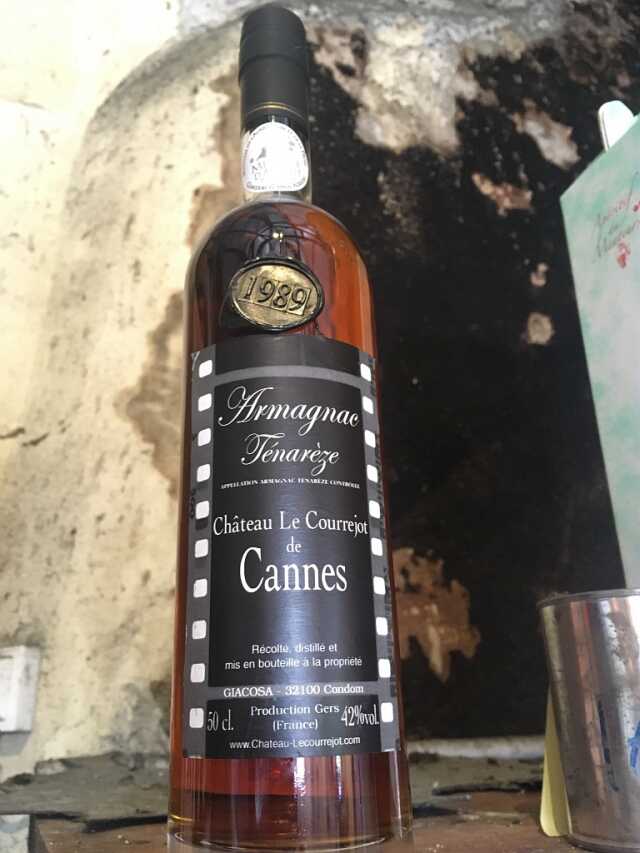 1989
Armagnac
Ténarèze
APPELLATION ARMAGNAC TENARÈZE CONTRÔLÉE
Château Le Courrejot
de
Cannes
Récolté, distillé et
mis en bouteille à la propriété
GIACOSA - 32100 Condom
50 cl. Production Gers 42%vol.
(France)
www.Chateau-Lecourrejot.com